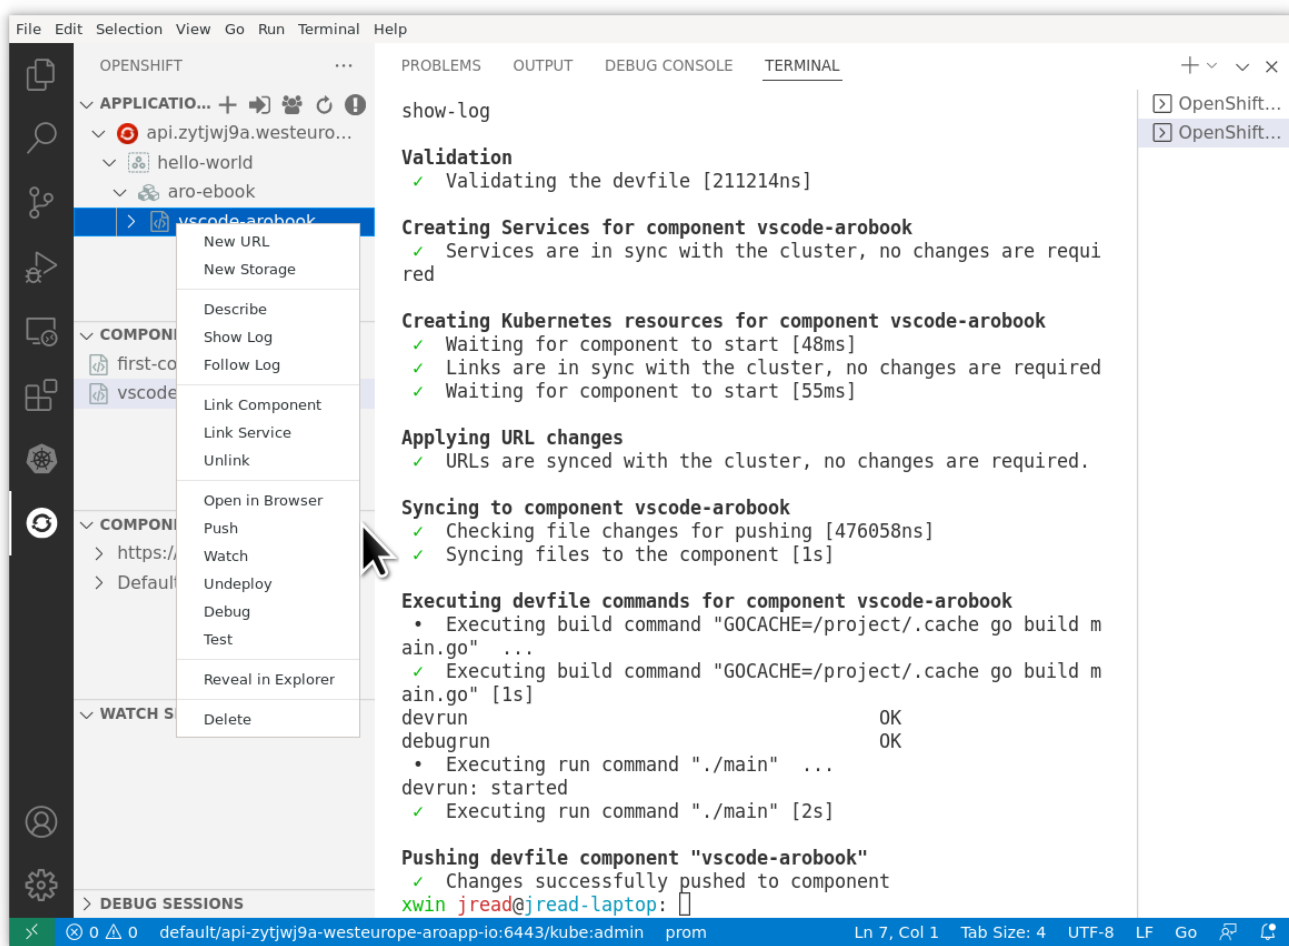 File Edit Selection View Go Run Terminal Help
OPENSHIFT ...
APPLICATIO...
api.zytjwj9a.westeuro...
hello-world
aro-ebook
vscode-arobook
New URL
New Storage
Describe
Show Log
Follow Log
Link Component
Link Service
Unlink
Open in Browser
Push
Watch
Undeploy
Debug
Test
Reveal in Explorer
Delete
COMPON
first-co
vscode
COMPON
https:/
Defaul
WATCH S
DEBUG SESSIONS
PROBLEMS OUTPUT DEBUG CONSOLE TERMINAL
show-log
Validation
✓ Validating the devfile [211214ns]
Creating Services for component vscode-arobook
✓ Services are in sync with the cluster, no changes are requi
red
Creating Kubernetes resources for component vscode-arobook
✓ Waiting for component to start [48ms]
✓ Links are in sync with the cluster, no changes are required
✓ Waiting for component to start [55ms]
Applying URL changes
✓ URLs are synced with the cluster, no changes are required.
Syncing to component vscode-arobook
✓ Checking file changes for pushing [476058ns]
✓ Syncing files to the component [1s]
Executing devfile commands for component vscode-arobook
• Executing build command "GOCACHE=/project/.cache go build m
ain.go" ...
✓ Executing build command "GOCACHE=/project/.cache go build m
ain.go" [1s]
devrun OK
debugrun OK
• Executing run command "./main" ...
devrun: started
✓ Executing run command "./main" [2s]
Pushing devfile component "vscode-arobook"
✓ Changes successfully pushed to component
xwin jread@jread-laptop:
OpenShift...
OpenShift...
0 0 default/api-zytjwj9a-westeurope-aroapp-io:6443/kube:admin prom Ln 7, Col 1 Tab Size: 4 UTF-8 LF Go